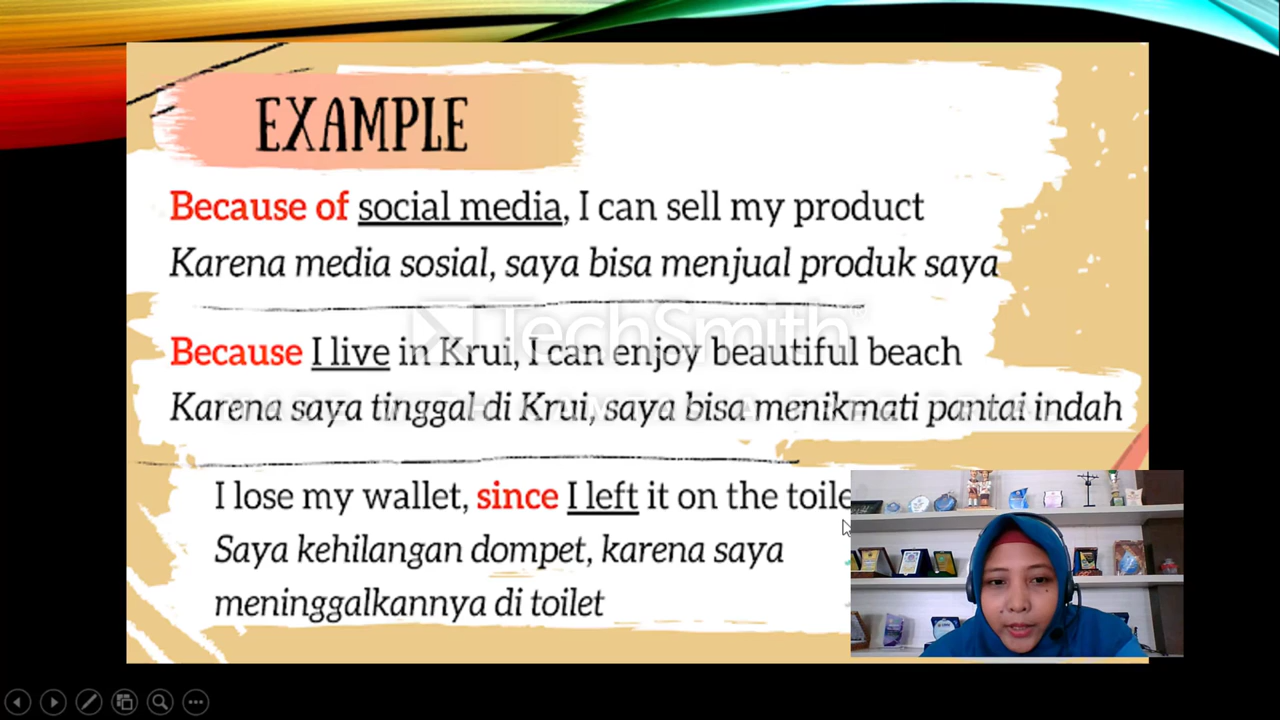 EXAMPLE
Because of social media, I can sell my product
Karena media sosial, saya bisa menjual produk saya
TechSmith
Because I live in Krui, I can enjoy beautiful beach
Karena saya tinggal di Krui, saya bisa menikmati pantai indah
I lose my wallet, since I left it on the toile
Saya kehilangan dompet, karena saya
meninggalkannya di toilet